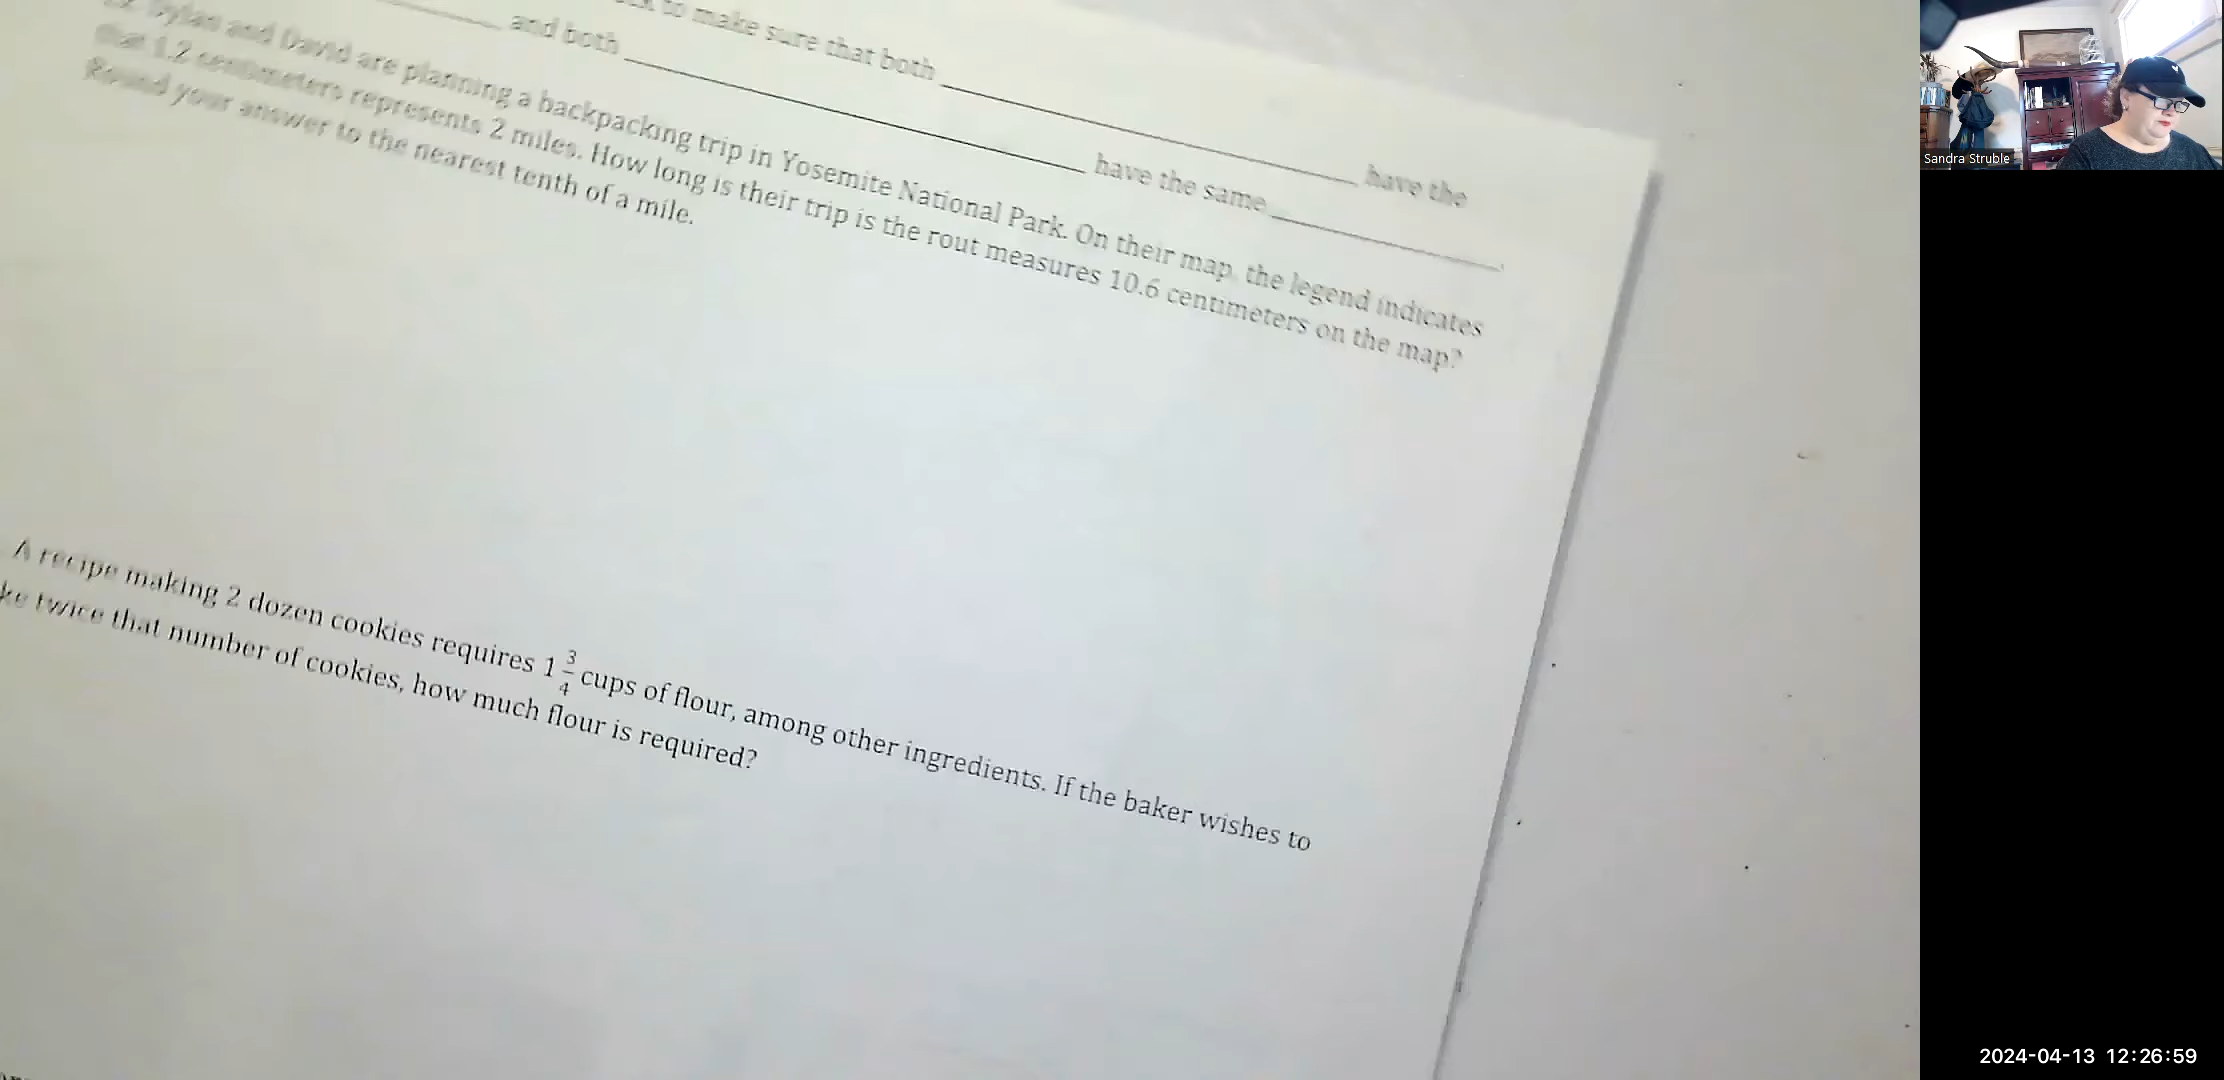 to make sure that both ____ have the
____ and both ____ have the same ____.
Dylan and David are planning a backpacking trip in Yosemite National Park. On their map, the legend indicates
that 1.2 centimeters represents 2 miles. How long is their trip is the rout measures 10.6 centimeters on the map?
Round your answer to the nearest tenth of a mile.
A recipe making 2 dozen cookies requires 1 3/4 cups of flour, among other ingredients. If the baker wishes to
twice that number of cookies, how much flour is required?
Sandra Struble
2024-04-13 12:26:59